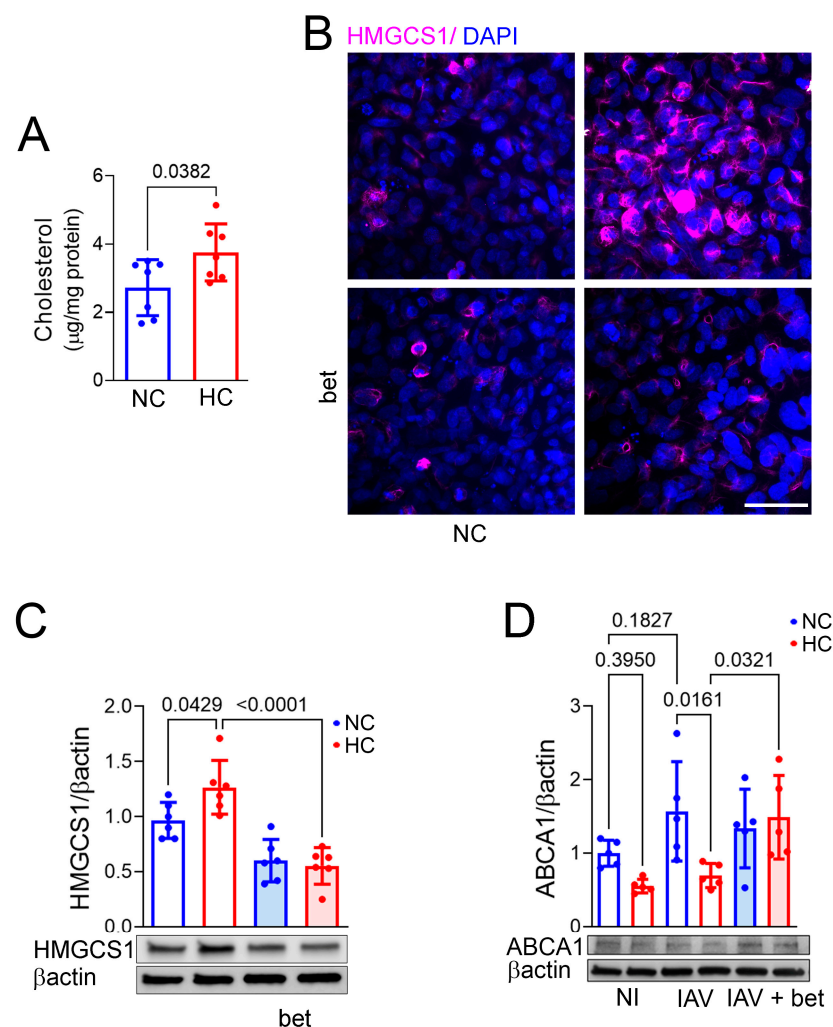 A
0.0382
6
4
2
0
Cholesterol
(µg/mg protein)
NC
HC
B
HMGCS1/ DAPI
bet
NC
C
NC
HC
0.0429
<0.0001
2.0
1.5
1.0
0.5
0.0
HMGCS1/βactin
HMGCS1
βactin
bet
D
NC
HC
0.1827
0.3950
0.0321
0.0161
3
2
1
0
ABCA1/βactin
ABCA1
βactin
NI
IAV
IAV + bet